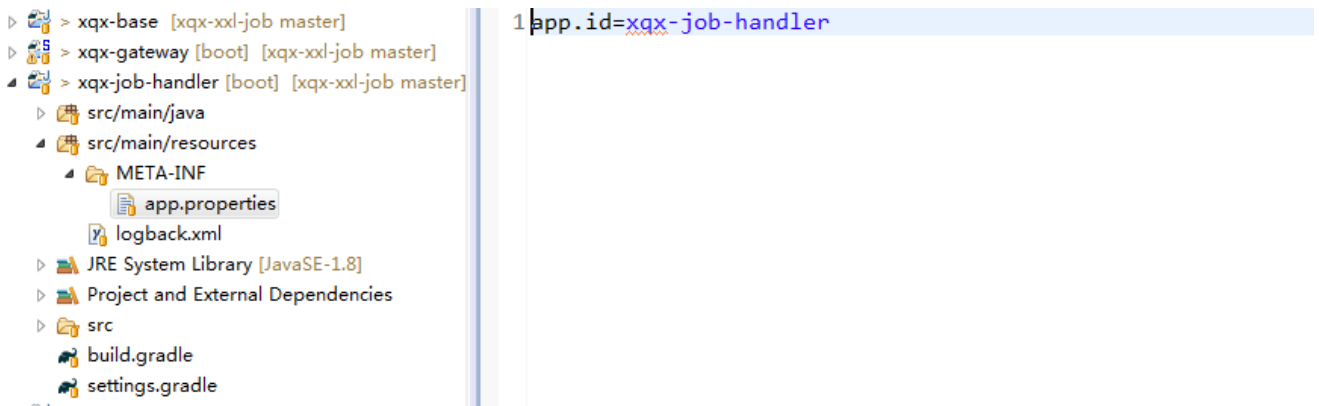 > xqx-base [xqx-xxl-job master]
> xqx-gateway [boot] [xqx-xxl-job master]
> xqx-job-handler [boot] [xqx-xxl-job master]
src/main/java
src/main/resources
META-INF
app.properties
logback.xml
JRE System Library [JavaSE-1.8]
Project and External Dependencies
src
build.gradle
settings.gradle
1 app.id=xqx-job-handler